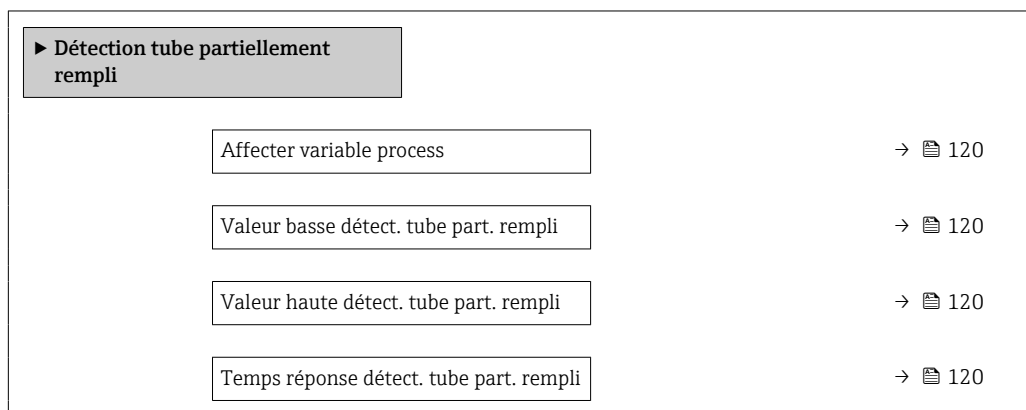 ▶ Détection tube partiellement
rempli
Affecter variable process → 120
Valeur basse détect. tube part. rempli → 120
Valeur haute détect. tube part. rempli → 120
Temps réponse détect. tube part. rempli → 120